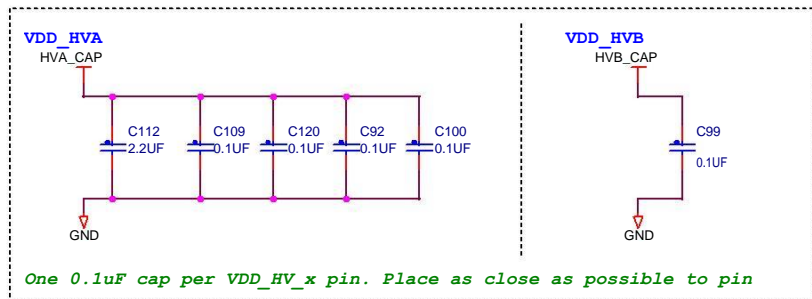 VDD_HVA
HVA_CAP
C112
2.2UF
C109
0.1UF
C120
0.1UF
C92
0.1UF
C100
0.1UF
GND
VDD_HVB
HVB_CAP
C99
0.1UF
GND
One 0.1uF cap per VDD_HV_x pin. Place as close as possible to pin